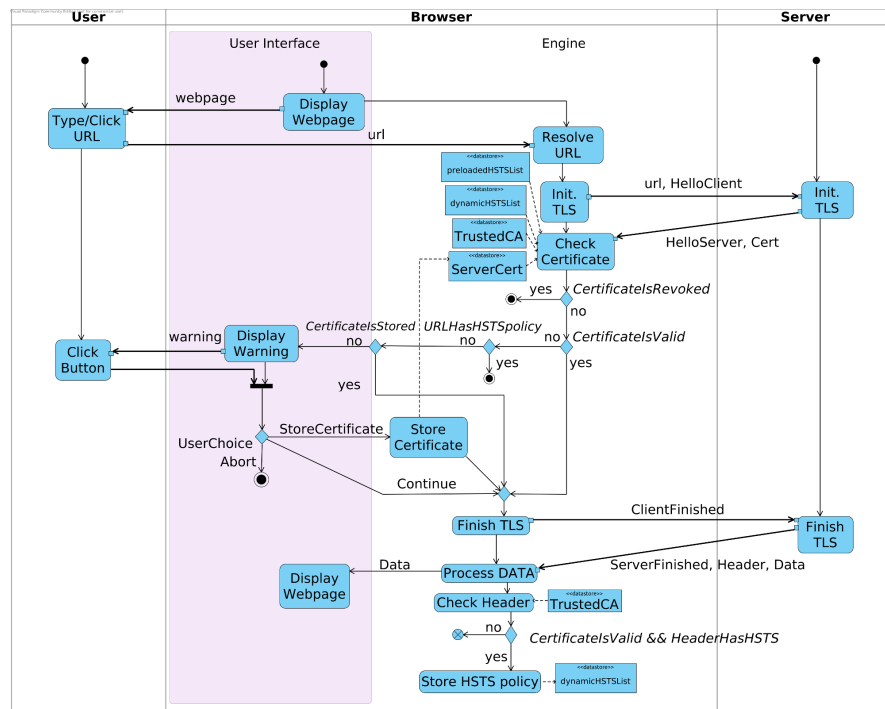 User
Browser
Server
User Interface
Engine
webpage
Display
Webpage
Type/Click
URL
url
Resolve
URL
<<datastore>>
preloadedHSTSList
<<datastore>>
dynamicHSTSList
Init.
TLS
url, HelloClient
Init.
TLS
<<datastore>>
TrustedCA
Check
Certificate
HelloServer, Cert
<<datastore>>
ServerCert
yes
CertificateIsRevoked
no
CertificateIsStored
URLHasHSTSpolicy
CertificateIsValid
warning
Display
Warning
no
no
no
Click
Button
yes
yes
yes
StoreCertificate
Store
Certificate
UserChoice
Abort
Continue
ClientFinished
Finish TLS
Finish
TLS
ServerFinished, Header, Data
Data
Display
Webpage
Process DATA
Check Header
<<datastore>>
TrustedCA
no
CertificateIsValid && HeaderHasHSTS
yes
Store HSTS policy
<<datastore>>
dynamicHSTSList